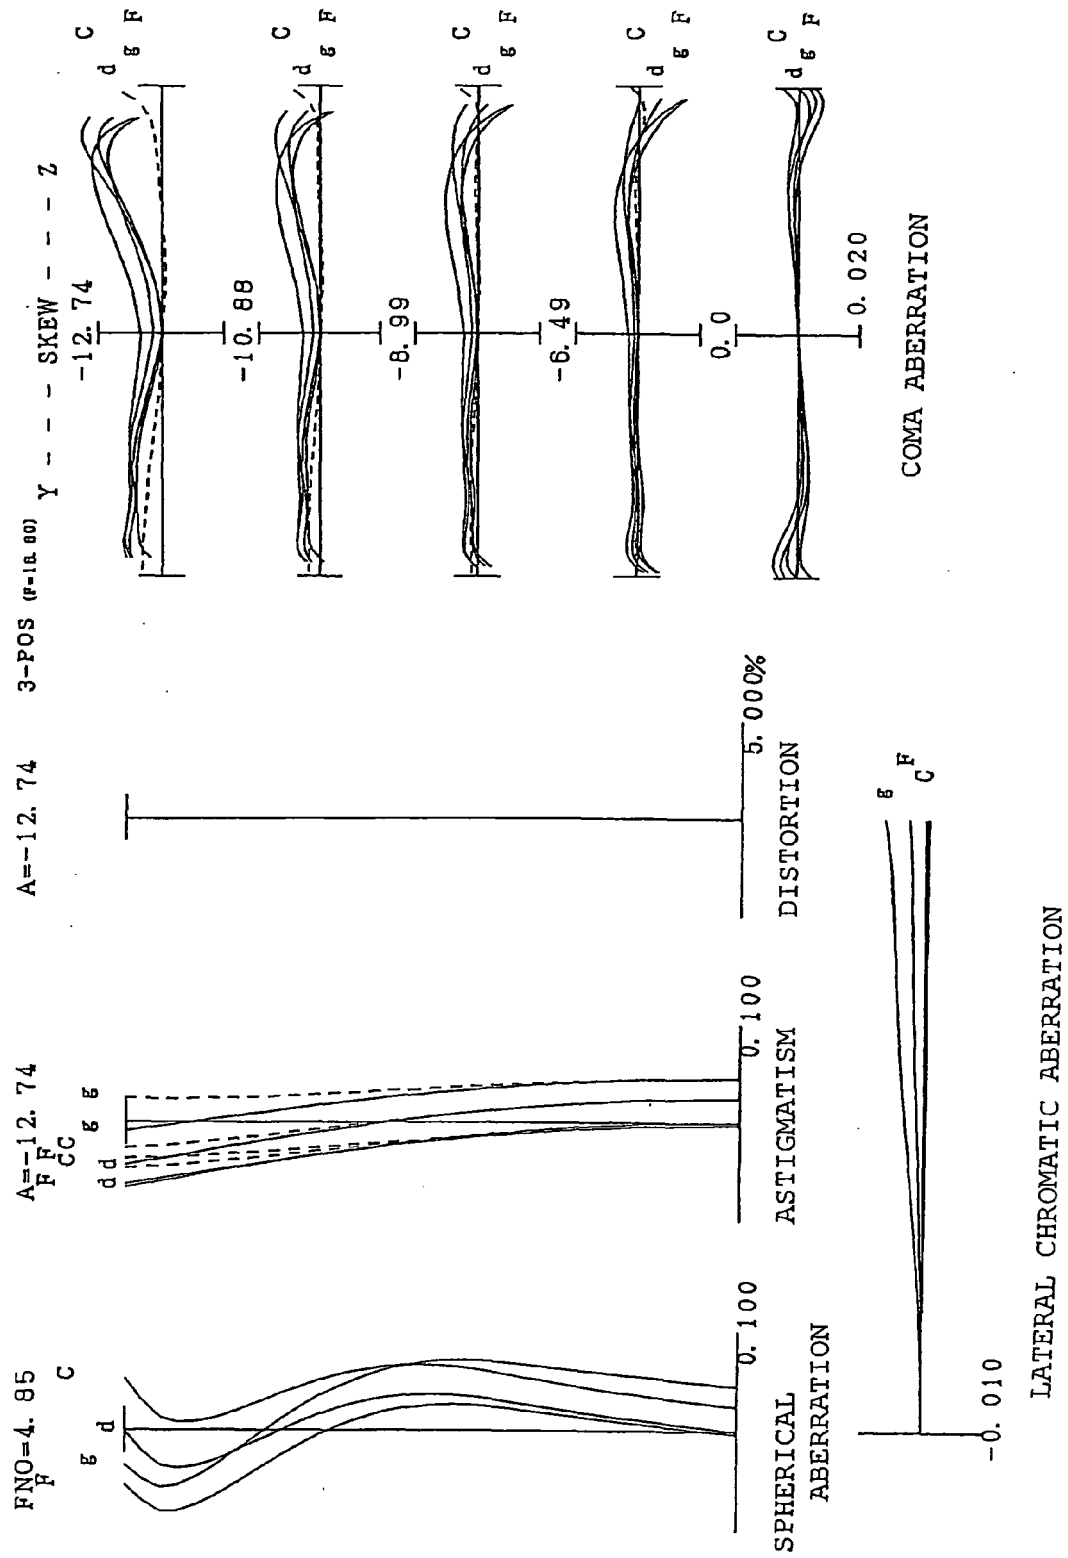 FNO=4. 85
F g d C
0. 100
SPHERICAL
ABERRATION
A=-12. 74
F F
C C
d d g g
0. 100
ASTIGMATISM
A=-12. 74
5. 000%
DISTORTION
3-POS
Y - - - SKEW - - - Z
-12. 74
C
d g F
-10. 88
C
d g F
-8. 99
C
d g F
-6. 49
C
d g F
0. 0
C
d g F
0. 020
COMA ABERRATION
-0. 010
g
F
C
LATERAL CHROMATIC ABERRATION